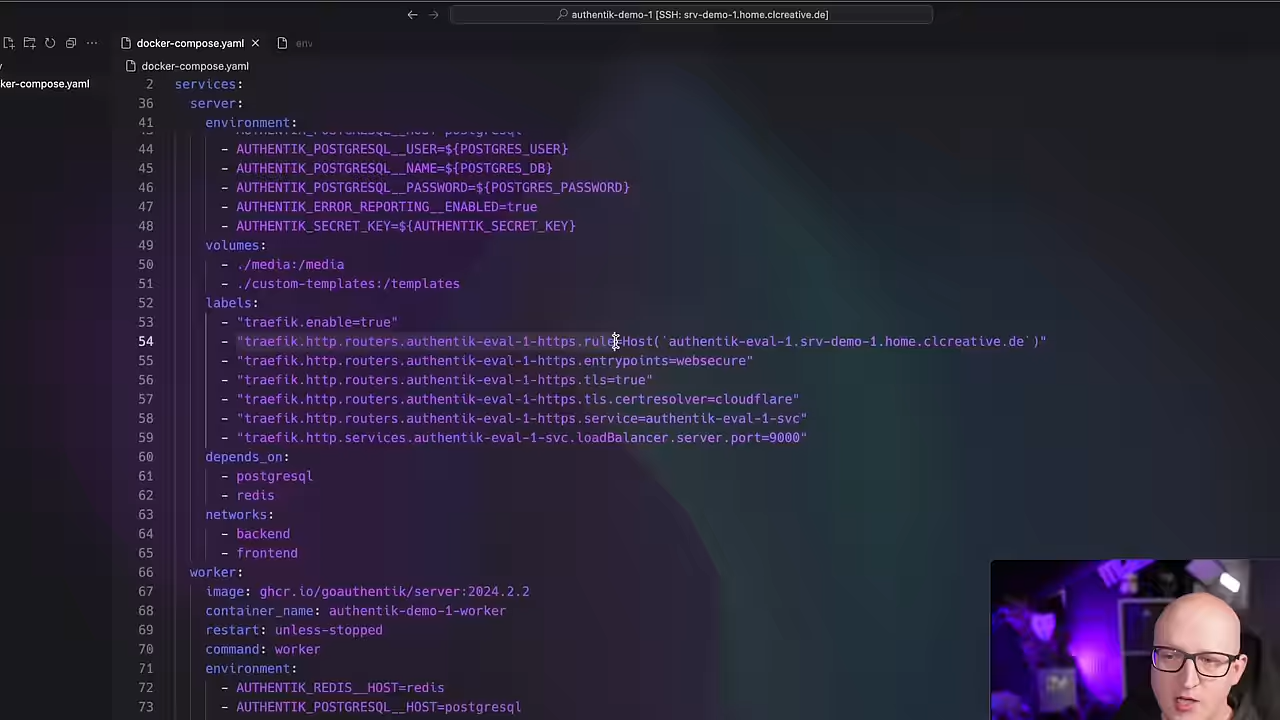 authentik-demo-1 [SSH: srv-demo-1.home.clcreative.de]
docker-compose.yaml
env
ker-compose.yaml
docker-compose.yaml
2 services:
36 server:
41 environment:
- AUTHENTIK_POSTGRESQL__HOST=postgresql
44 - AUTHENTIK_POSTGRESQL__USER=${POSTGRES_USER}
45 - AUTHENTIK_POSTGRESQL__NAME=${POSTGRES_DB}
46 - AUTHENTIK_POSTGRESQL__PASSWORD=${POSTGRES_PASSWORD}
47 - AUTHENTIK_ERROR_REPORTING__ENABLED=true
48 - AUTHENTIK_SECRET_KEY=${AUTHENTIK_SECRET_KEY}
49 volumes:
50 - ./media:/media
51 - ./custom-templates:/templates
52 labels:
53 - "traefik.enable=true"
54 - "traefik.http.routers.authentik-eval-1-https.rule=Host(`authentik-eval-1.srv-demo-1.home.clcreative.de`)"
55 - "traefik.http.routers.authentik-eval-1-https.entrypoints=websecure"
56 - "traefik.http.routers.authentik-eval-1-https.tls=true"
57 - "traefik.http.routers.authentik-eval-1-https.tls.certresolver=cloudflare"
58 - "traefik.http.routers.authentik-eval-1-https.service=authentik-eval-1-svc"
59 - "traefik.http.services.authentik-eval-1-svc.loadBalancer.server.port=9000"
60 depends_on:
61 - postgresql
62 - redis
63 networks:
64 - backend
65 - frontend
66 worker:
67 image: ghcr.io/goauthentik/server:2024.2.2
68 container_name: authentik-demo-1-worker
69 restart: unless-stopped
70 command: worker
71 environment:
72 - AUTHENTIK_REDIS__HOST=redis
73 - AUTHENTIK_POSTGRESQL__HOST=postgresql